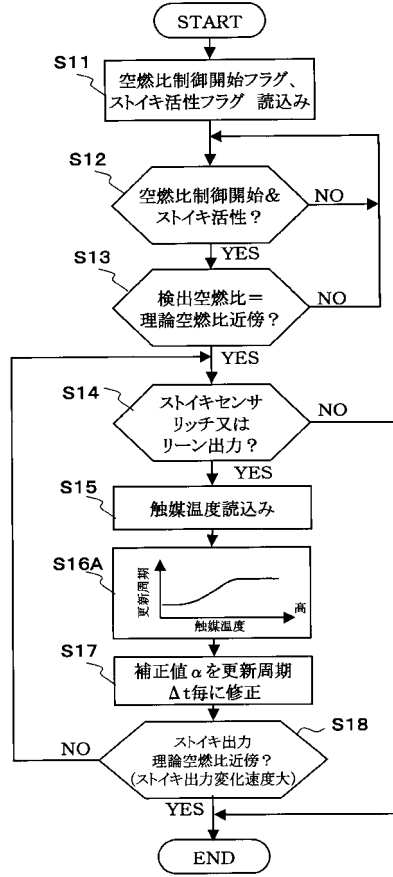 START
S11
空燃比制御開始フラグ、
ストイキ活性フラグ 読込み
S12
空燃比制御開始&
ストイキ活性?
NO
YES
S13
検出空燃比=
理論空燃比近傍?
NO
YES
S14
ストイキセンサ
リッチ又は
リーン出力?
NO
YES
S15
触媒温度読込み
S16A
更新周期
高
触媒温度
S17
補正値αを更新周期
Δt毎に修正
S18
ストイキ出力
理論空燃比近傍?
(ストイキ出力変化速度大)
NO
YES
END